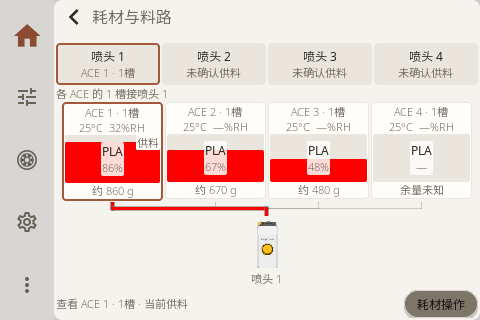 耗材与料路
喷头 1
ACE 1 · 1槽
喷头 2
未确认供料
喷头 3
未确认供料
喷头 4
未确认供料
各 ACE 的 1 槽接喷头 1
ACE 1 · 1槽
25°C 32%RH
供料
PLA
86%
约 860 g
ACE 2 · 1槽
25°C —%RH
PLA
67%
约 670 g
ACE 3 · 1槽
25°C —%RH
PLA
48%
约 480 g
ACE 4 · 1槽
25°C —%RH
PLA
—
余量未知
喷头 1
查看 ACE 1 · 1槽 · 当前供料
耗材操作